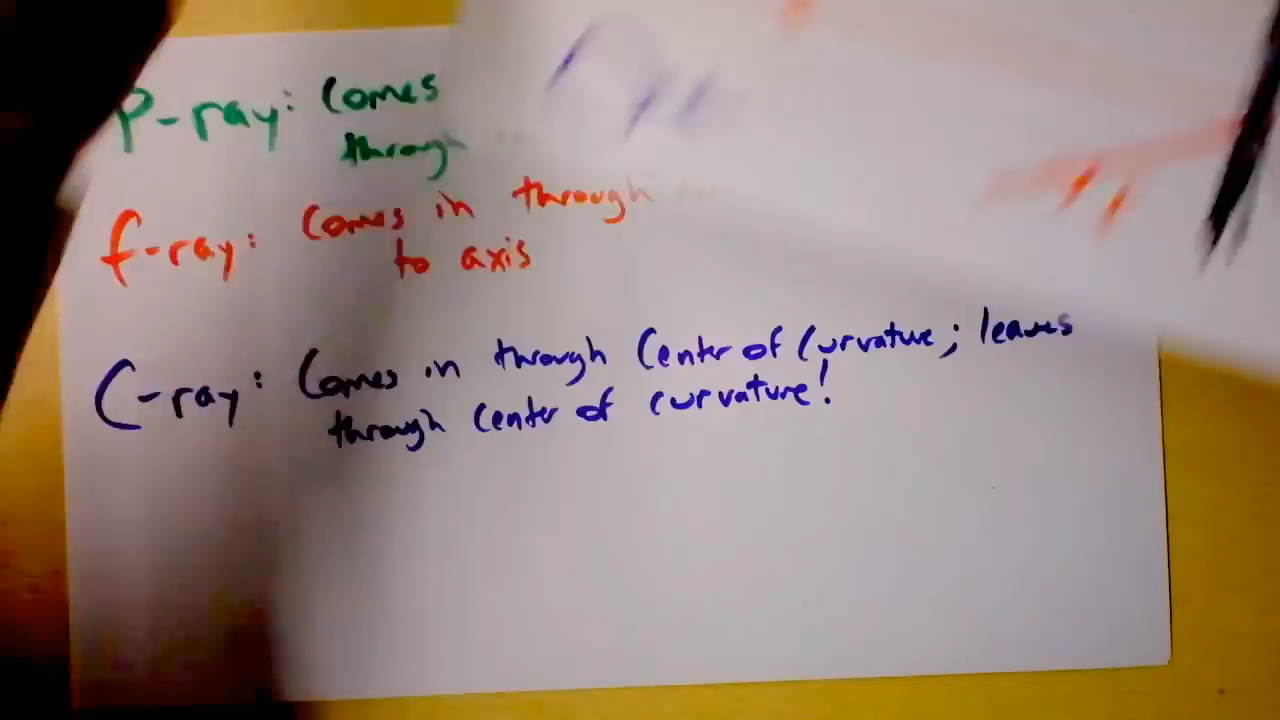 P-ray: Comes
through
f-ray: Comes in through
to axis
C-ray: Comes in through Center of Curvature; leaves
through center of curvature!